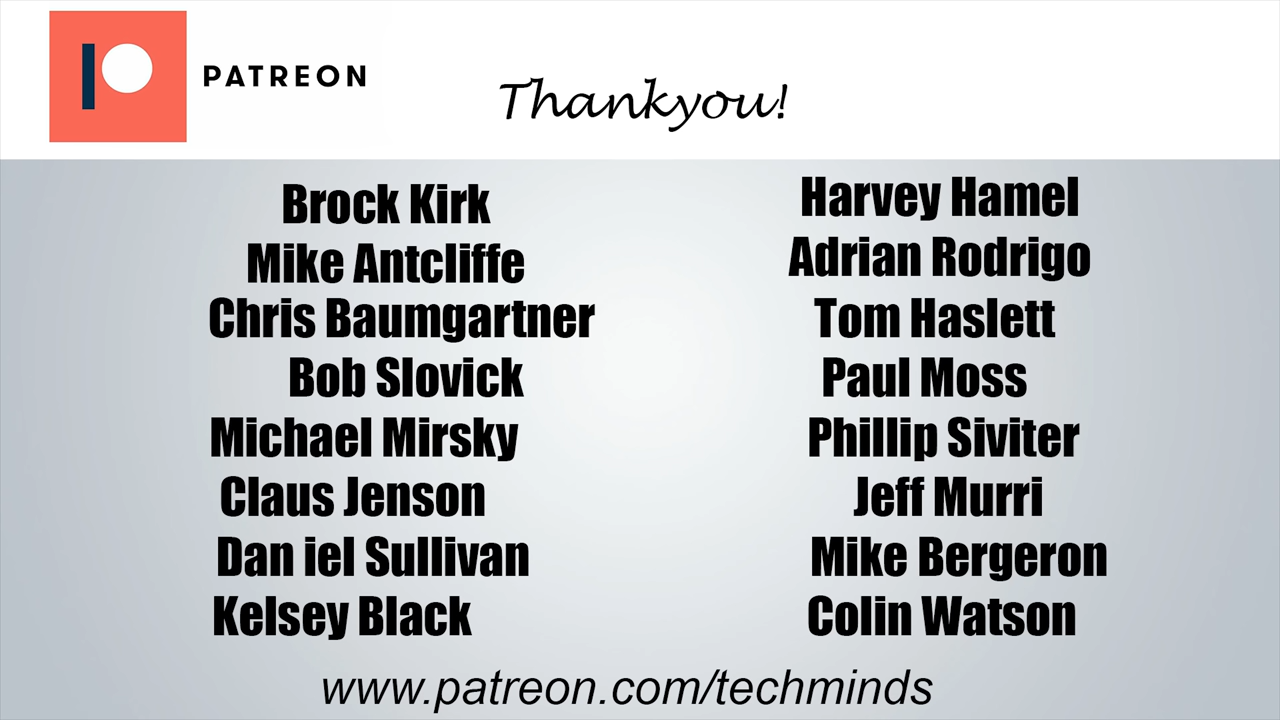 PATREON
Thankyou!
Brock Kirk
Mike Antcliffe
Chris Baumgartner
Bob Slovick
Michael Mirsky
Claus Jenson
Dan iel Sullivan
Kelsey Black
Harvey Hamel
Adrian Rodrigo
Tom Haslett
Paul Moss
Phillip Siviter
Jeff Murri
Mike Bergeron
Colin Watson
www.patreon.com/techminds